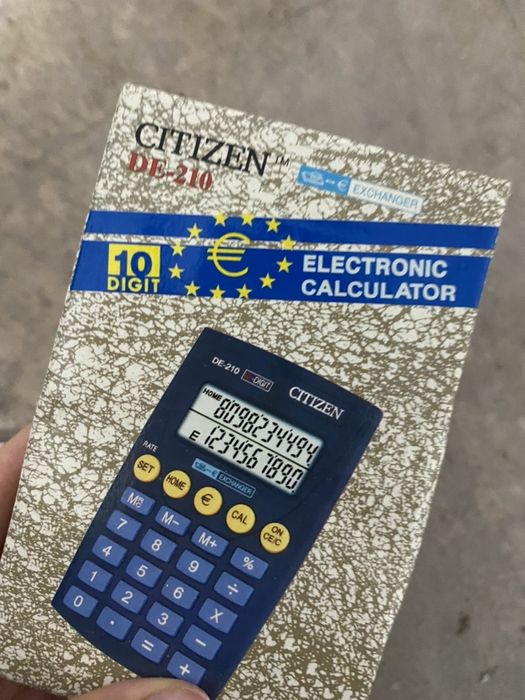 CITIZEN™
DE-210
€ EXCHANGER
10
DIGIT
€
ELECTRONIC
CALCULATOR
DE-210
-DIGIT
CITIZEN
HOME 8098234494
E 1234567890
RATE
€ EXCHANGER
SET HOME € CAL ON
CE/C
M− M+ %
7 8 9 ÷
4 5 6 X
1 2 3 −
0 . = +